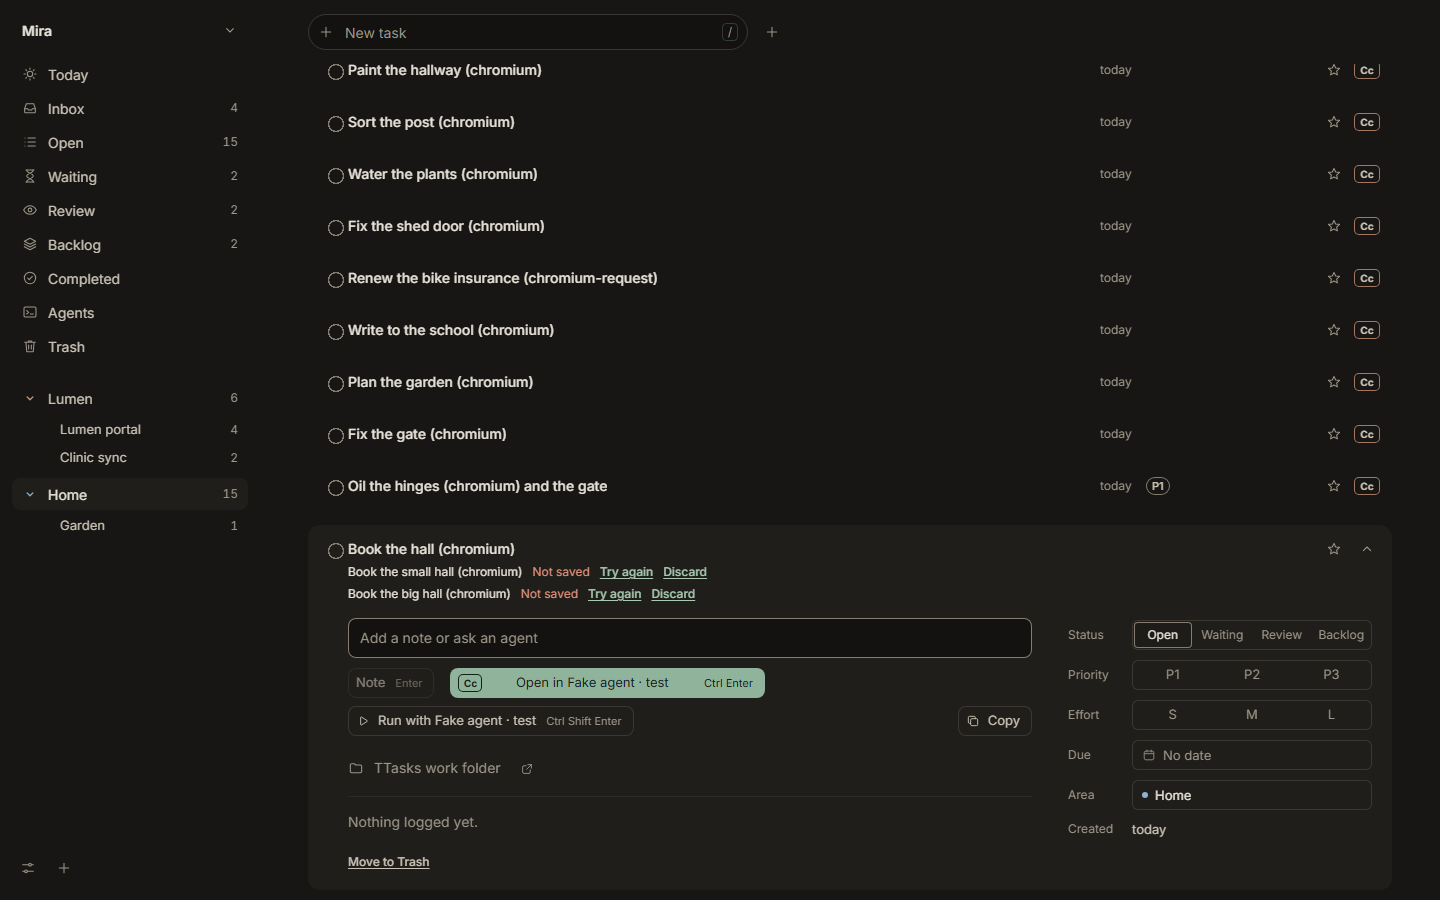 Mira
Today
Inbox 4
Open 15
Waiting 2
Review 2
Backlog 2
Completed
Agents
Trash
Lumen 6
Lumen portal 4
Clinic sync 2
Home 15
Garden 1
New task /
Paint the hallway (chromium) today Cc
Sort the post (chromium) today Cc
Water the plants (chromium) today Cc
Fix the shed door (chromium) today Cc
Renew the bike insurance (chromium-request) today Cc
Write to the school (chromium) today Cc
Plan the garden (chromium) today Cc
Fix the gate (chromium) today Cc
Oil the hinges (chromium) and the gate today P1 Cc
Book the hall (chromium)
Book the small hall (chromium) Not saved Try again Discard
Book the big hall (chromium) Not saved Try again Discard
Add a note or ask an agent
Note Enter
Cc Open in Fake agent · test Ctrl Enter
Run with Fake agent · test Ctrl Shift Enter
Copy
TTasks work folder
Nothing logged yet.
Move to Trash
Status Open Waiting Review Backlog
Priority P1 P2 P3
Effort S M L
Due No date
Area Home
Created today